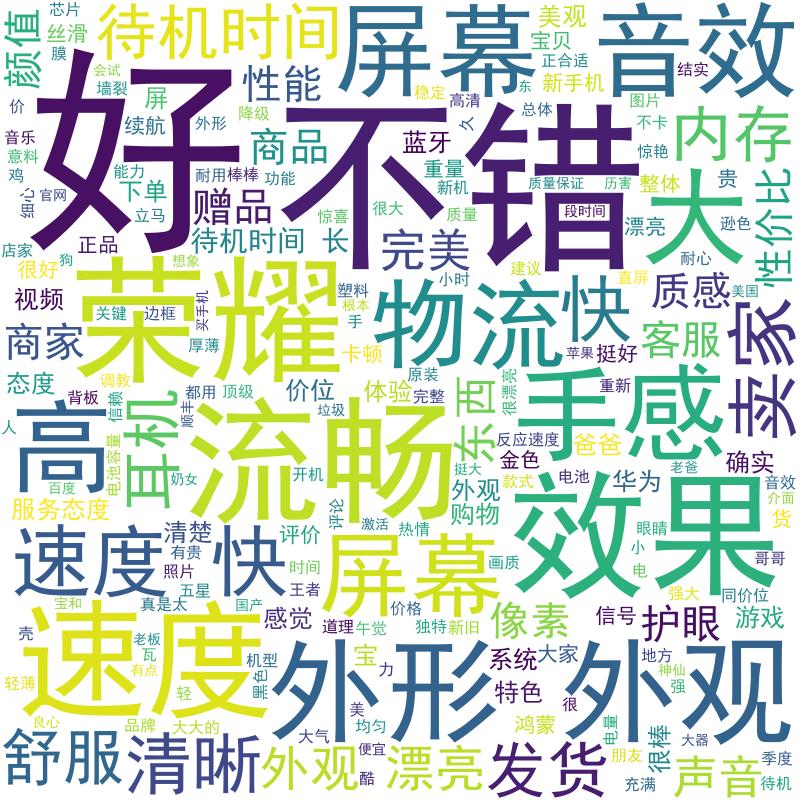 芯片
丝滑
膜
颜值
待机时间
屏幕
音效
美观
宝贝
正合适
新手机
结实
会试
墙裂
性能
稳定
高清
总体
东
图片
不卡
屏
价
降级
久
音乐
续航
外形
好
不错
内存
商品
蓝牙
惊艳
意料
鸡
能力
耐用
棒棒
重量
新机
质量保证
历害
整体
贵
下单
立马
功能
赠品
惊喜
很大
质量
段时间
漂亮
逊色
大
性价比
细心
官网
店家
狗
正品
待机时间 长
完美
很好
想象
小时
建议
直屏
耐心
美国
荣耀
视频
塑料
物流
快
质感
关键
边框
买手机
根本
手
商家
厚薄
卡顿
苹果
挺好
客服
卖家
态度
调教
都用
顶级
价位
体验
原装
完整
很漂亮
重新
手感
背板
信赖
顺丰
垃圾
东西
人
高
耳机
流畅
反应速度
爸爸
金色
确实
电池容量
百度
奶女
开机
挺大
款式
电池
老爸
服务态度
外观
华为
音效
介面
购物
货
效果
速度 快
清楚
有贵
照片
评价
评论
激活
热情
屏幕
画质
眼睛
小
电
哥哥
五星
时间
王者
强大
同价位
宝和
真是太
国产
感觉
价格
像素
信号
护眼
游戏
壳
速度
老板
瓦
道理
午觉
独特
新旧
机型
宝
系统
大家
地方
神仙
强
轻薄
有点
轻
黑色
力
特色
很
外形 外观
良心
品牌
大大的
美
均匀
鸿蒙
电量
很棒
大器
舒服
清晰
大气
便宜
外观
酷
漂亮
发货
朋友
充满
声音
季度
待机